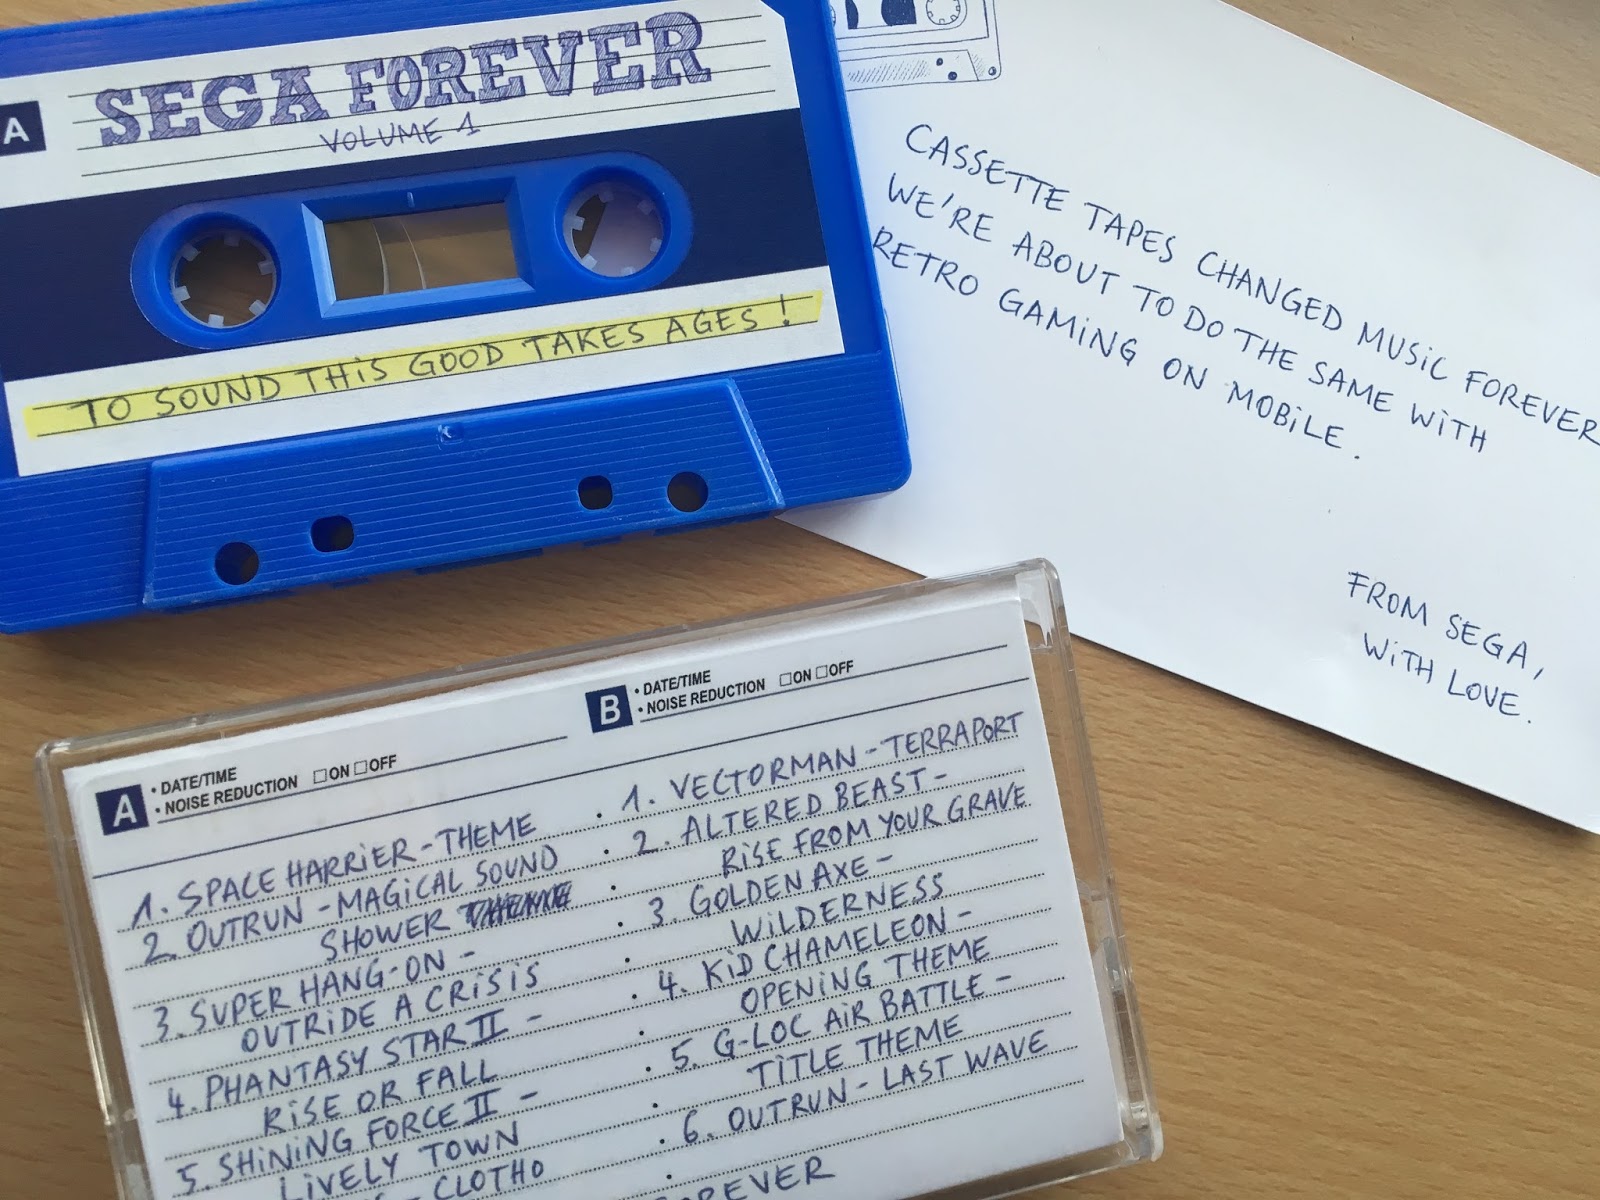 A
SEGA FOREVER
VOLUME 1
TO SOUND THIS GOOD TAKES AGES!
CASSETTE TAPES CHANGED MUSIC FOREVER
WE'RE ABOUT TO DO THE SAME WITH
RETRO GAMING ON MOBILE.
FROM SEGA,
WITH LOVE.
A
• DATE/TIME
• NOISE REDUCTION □ON □OFF
1. SPACE HARRIER - THEME
2. OUTRUN - MAGICAL SOUND
SHOWER
3. SUPER HANG-ON -
OUTRIDE A CRISIS
4. PHANTASY STAR II -
RISE OR FALL
5. SHINING FORCE II -
LIVELY TOWN
- CLOTHO
B
• DATE/TIME
• NOISE REDUCTION □ON □OFF
1. VECTORMAN - TERRAPORT
2. ALTERED BEAST -
RISE FROM YOUR GRAVE
3. GOLDEN AXE -
WILDERNESS
4. KID CHAMELEON -
OPENING THEME
5. G-LOC AIR BATTLE -
TITLE THEME
6. OUTRUN - LAST WAVE
FOREVER